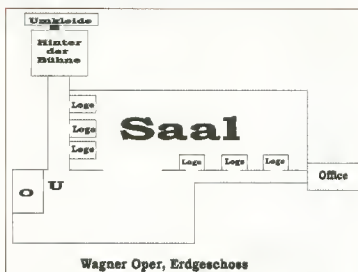 Umkleide
Hinter
der
Bühne
Loge
Loge
Loge
Saal
Loge
Loge
Loge
Office
O
U
Wagner Oper, Erdgeschoss